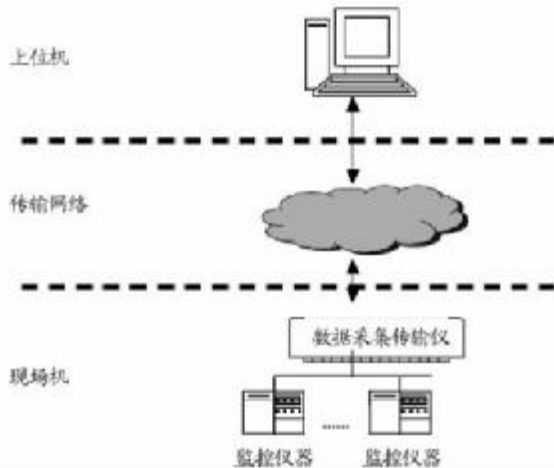 上位机
传输网络
数据采集传输仪
现场机
......
监控仪器
监控仪器